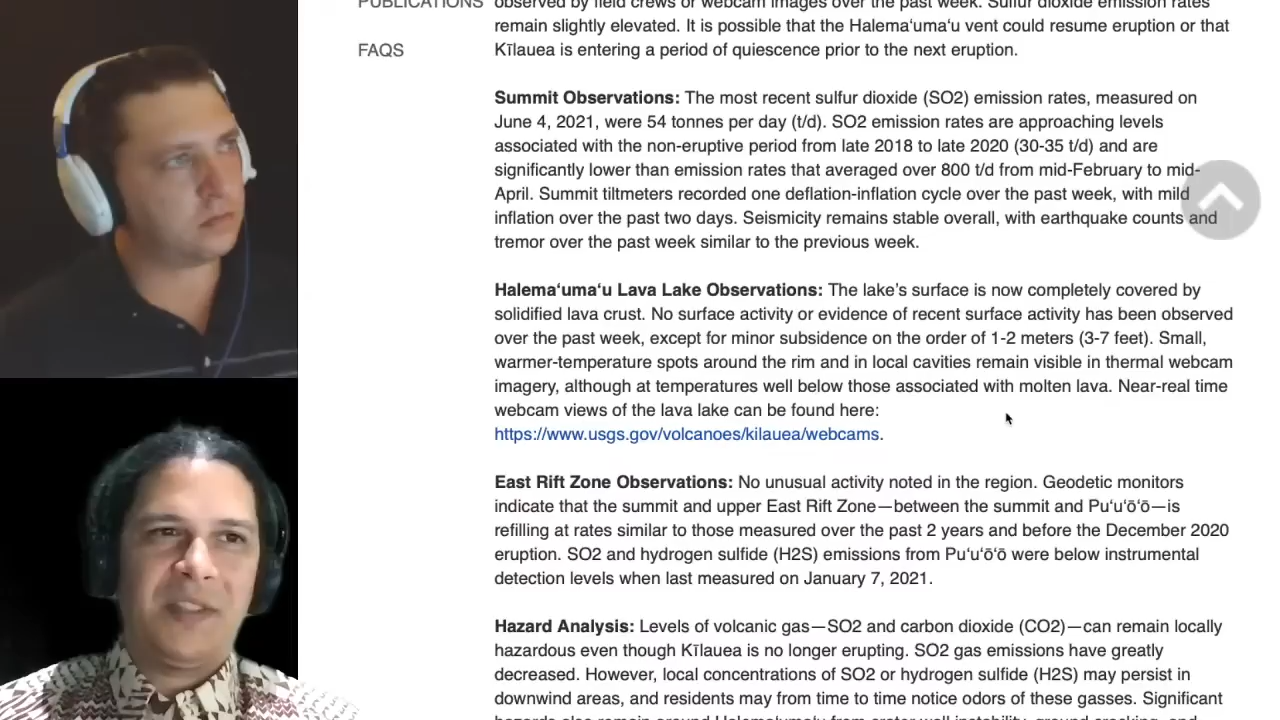 PUBLICATIONS
FAQS
observed by field crews or webcam images over the past week. Sulfur dioxide emission rates
remain slightly elevated. It is possible that the Halemaʻumaʻu vent could resume eruption or that
Kīlauea is entering a period of quiescence prior to the next eruption.
Summit Observations: The most recent sulfur dioxide (SO2) emission rates, measured on
June 4, 2021, were 54 tonnes per day (t/d). SO2 emission rates are approaching levels
associated with the non-eruptive period from late 2018 to late 2020 (30-35 t/d) and are
significantly lower than emission rates that averaged over 800 t/d from mid-February to mid-
April. Summit tiltmeters recorded one deflation-inflation cycle over the past week, with mild
inflation over the past two days. Seismicity remains stable overall, with earthquake counts and
tremor over the past week similar to the previous week.
Halemaʻumaʻu Lava Lake Observations: The lake's surface is now completely covered by
solidified lava crust. No surface activity or evidence of recent surface activity has been observed
over the past week, except for minor subsidence on the order of 1-2 meters (3-7 feet). Small,
warmer-temperature spots around the rim and in local cavities remain visible in thermal webcam
imagery, although at temperatures well below those associated with molten lava. Near-real time
webcam views of the lava lake can be found here:
https://www.usgs.gov/volcanoes/kilauea/webcams.
East Rift Zone Observations: No unusual activity noted in the region. Geodetic monitors
indicate that the summit and upper East Rift Zone—between the summit and Puʻuʻōʻō—is
refilling at rates similar to those measured over the past 2 years and before the December 2020
eruption. SO2 and hydrogen sulfide (H2S) emissions from Puʻuʻōʻō were below instrumental
detection levels when last measured on January 7, 2021.
Hazard Analysis: Levels of volcanic gas—SO2 and carbon dioxide (CO2)—can remain locally
hazardous even though Kīlauea is no longer erupting. SO2 gas emissions have greatly
decreased. However, local concentrations of SO2 or hydrogen sulfide (H2S) may persist in
downwind areas, and residents may from time to time notice odors of these gasses. Significant
hazards also remain around Halemaʻumaʻu from crater wall instability, ground cracking, and